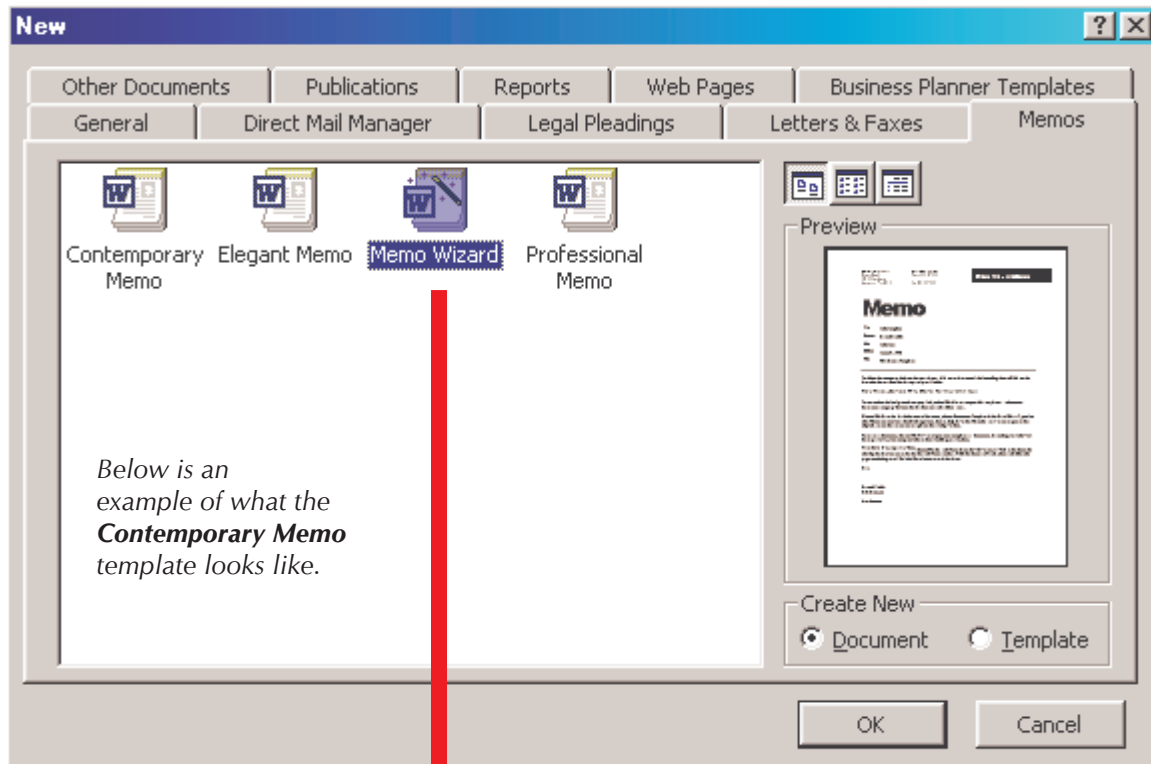 New
Other Documents Publications Reports Web Pages Business Planner Templates
General Direct Mail Manager Legal Pleadings Letters & Faxes Memos
Contemporary Memo
Elegant Memo
Memo Wizard
Professional Memo
Below is an
example of what the
Contemporary Memo
template looks like.
Preview
Memo
Create New
Document Template
OK Cancel